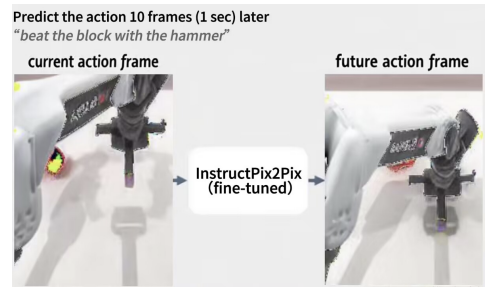 Predict the action 10 frames (1 sec) later
"beat the block with the hammer"
current action frame
future action frame
InstructPix2Pix
(fine-tuned)